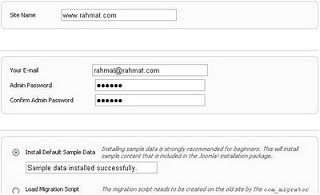 Site Name www.rahmat.com
Your E-mail rahmat@rahmat.com
Admin Password ●●●●●●
Confirm Admin Password ●●●●●●
Install Default Sample Data Installing sample data is strongly recommended for beginners. This will install
sample content that is included in the Joomla! installation package.
Sample data installed successfully.
Load Migration Script The migration script needs to be created on the old site by the com_migrator